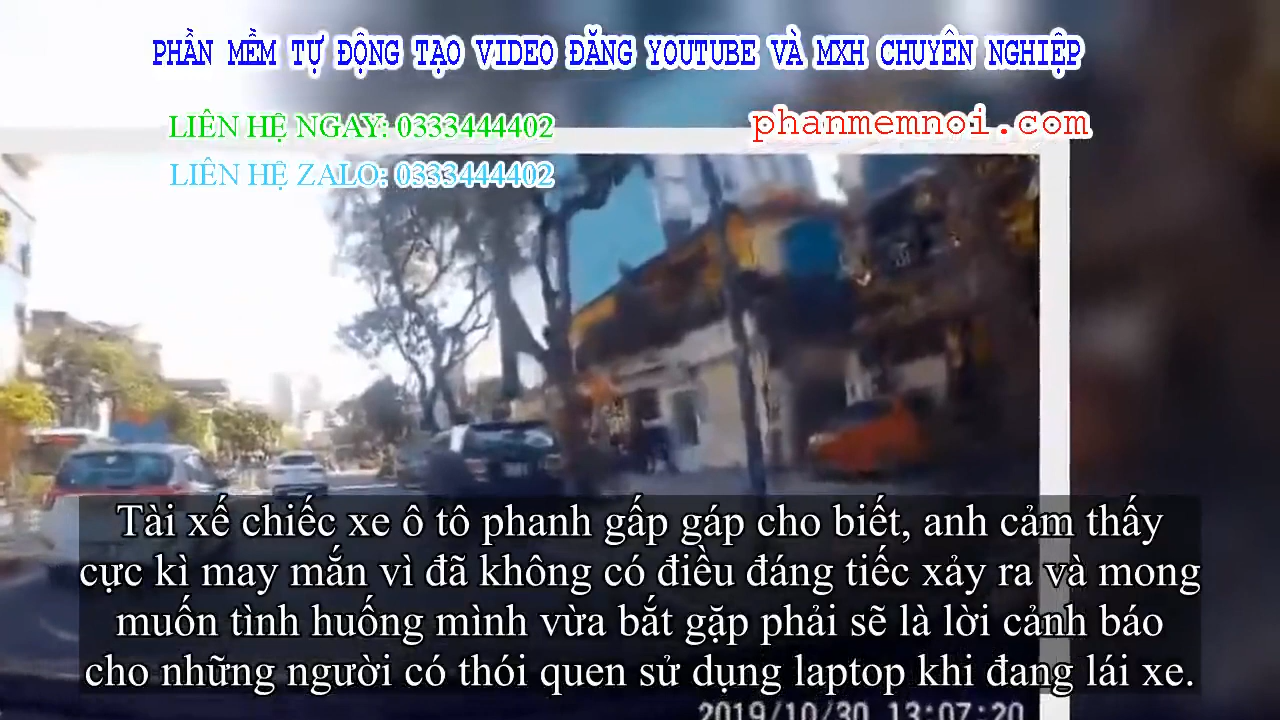 PHẦN MỀM TỰ ĐỘNG TẠO VIDEO ĐĂNG YOUTUBE VÀ MXH CHUYÊN NGHIỆP
LIÊN HỆ NGAY: 0333444402
phanmemnoi.com
LIÊN HỆ ZALO: 0333444402
Tài xế chiếc xe ô tô phanh gấp gáp cho biết, anh cảm thấy
cực kì may mắn vì đã không có điều đáng tiếc xảy ra và mong
muốn tình huống mình vừa bắt gặp phải sẽ là lời cảnh báo
cho những người có thói quen sử dụng laptop khi đang lái xe.
2019/10/30 13:07:20